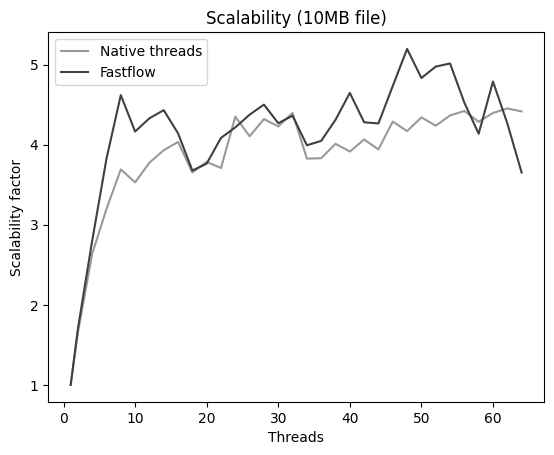 Scalability (10MB file)
Native threads
Fastflow
5
4
3
2
1
Scalability factor
0 10 20 30 40 50 60
Threads